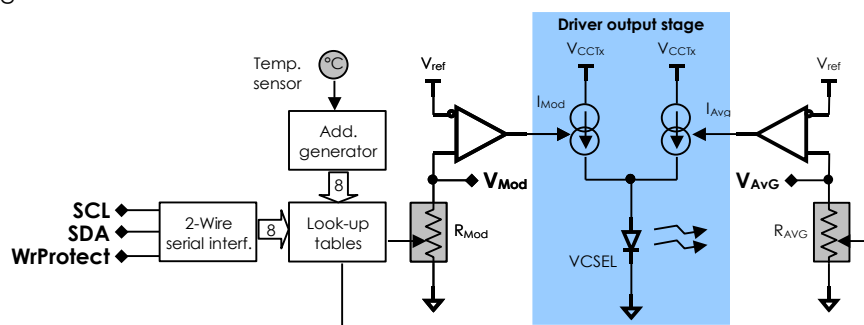 Driver output stage
Temp.
sensor
°C
Vref
VCCTx
VCCTx
Vref
IMod
IAvg
Add.
generator
8
VMod
VAvG
SCL
SDA
WrProtect
2-Wire
serial interf.
8
Look-up
tables
RMod
VCSEL
RAVG